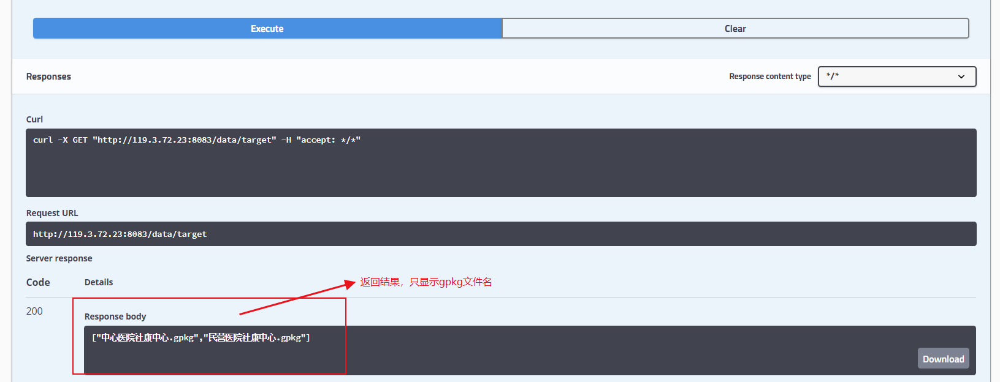 Execute
Clear
Responses
Response content type
*/*
Curl
curl -X GET "http://119.3.72.23:8083/data/target" -H "accept: */*"
Request URL
http://119.3.72.23:8083/data/target
Server response
Code
Details
返回结果，只显示gpkg文件名
200
Response body
["中心医院社康中心.gpkg","民营医院社康中心.gpkg"]
Download